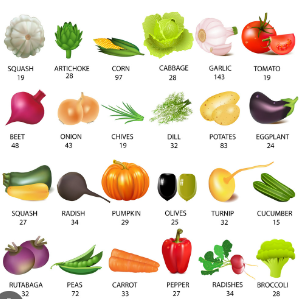 SQUASH ARTICHOKE CORN CABBAGE GARLIC TOMATO
19 28 97 28 143 19
BEET ONION CHIVES DILL POTATOES EGGPLANT
48 43 19 32 83 24
SQUASH RADISH PUMPKIN OLIVES TURNIP CUCUMBER
27 34 29 25 32 15
RUTABAGA PEAS CARROT PEPPER RADISHES BROCCOLI
32 72 33 27 34 28